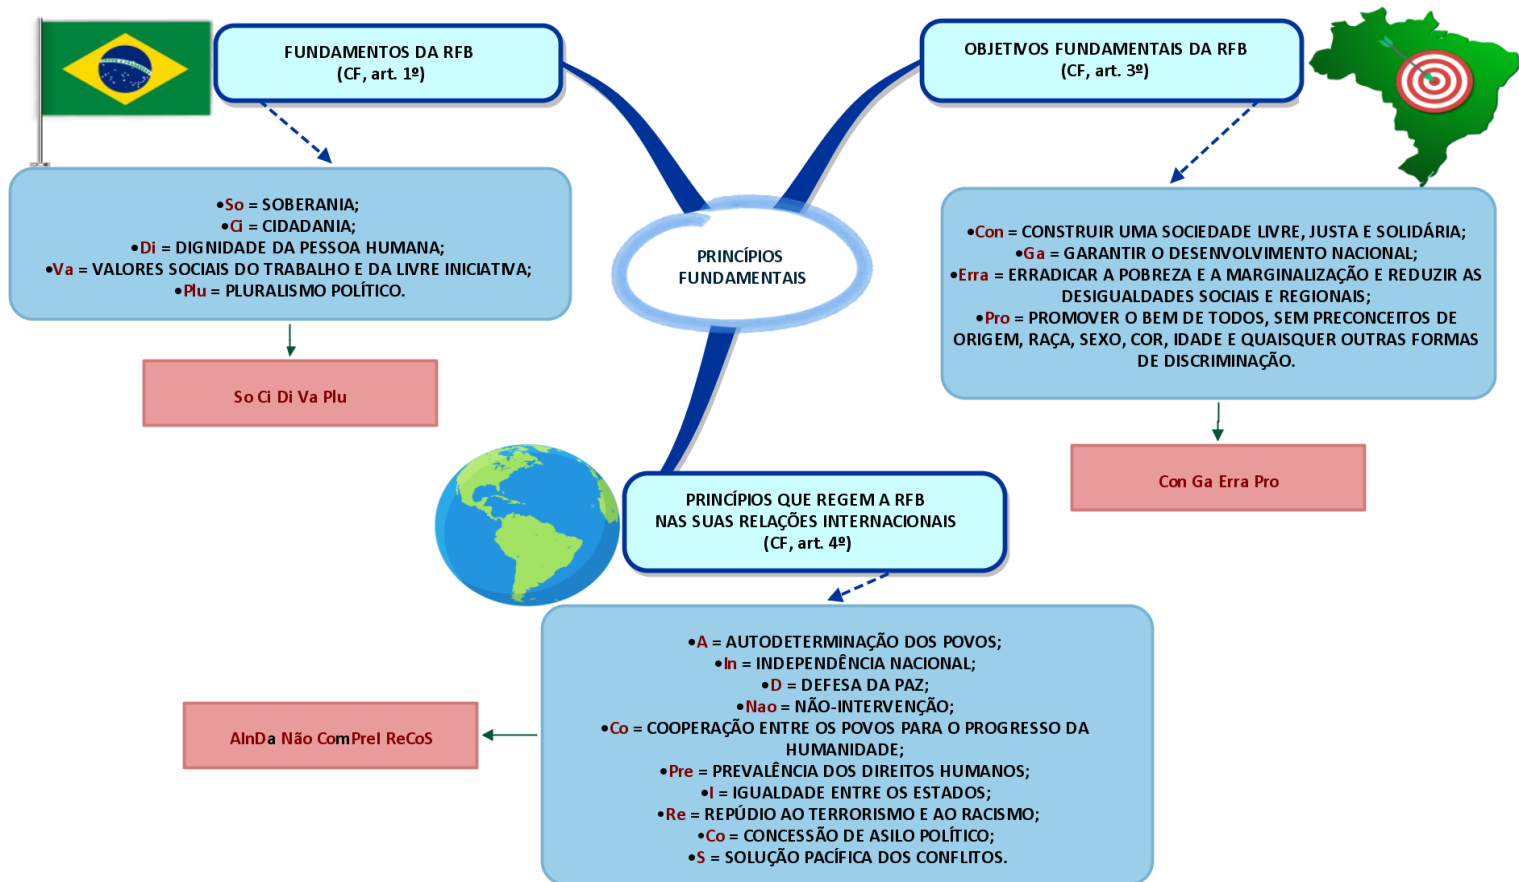 FUNDAMENTOS DA RFB
(CF, art. 1º)
•So = SOBERANIA;
•Ci = CIDADANIA;
•Di = DIGNIDADE DA PESSOA HUMANA;
•Va = VALORES SOCIAIS DO TRABALHO E DA LIVRE INICIATIVA;
•Plu = PLURALISMO POLÍTICO.
So Ci Di Va Plu
OBJETIVOS FUNDAMENTAIS DA RFB
(CF, art. 3º)
•Con = CONSTRUIR UMA SOCIEDADE LIVRE, JUSTA E SOLIDÁRIA;
•Ga = GARANTIR O DESENVOLVIMENTO NACIONAL;
•Erra = ERRADICAR A POBREZA E A MARGINALIZAÇÃO E REDUZIR AS
DESIGUALDADES SOCIAIS E REGIONAIS;
•Pro = PROMOVER O BEM DE TODOS, SEM PRECONCEITOS DE
ORIGEM, RAÇA, SEXO, COR, IDADE E QUAISQUER OUTRAS FORMAS
DE DISCRIMINAÇÃO.
Con Ga Erra Pro
PRINCÍPIOS
FUNDAMENTAIS
PRINCÍPIOS QUE REGEM A RFB
NAS SUAS RELAÇÕES INTERNACIONAIS
(CF, art. 4º)
•A = AUTODETERMINAÇÃO DOS POVOS;
•In = INDEPENDÊNCIA NACIONAL;
•D = DEFESA DA PAZ;
•Nao = NÃO-INTERVENÇÃO;
•Co = COOPERAÇÃO ENTRE OS POVOS PARA O PROGRESSO DA
HUMANIDADE;
•Pre = PREVALÊNCIA DOS DIREITOS HUMANOS;
•I = IGUALDADE ENTRE OS ESTADOS;
•Re = REPÚDIO AO TERRORISMO E AO RACISMO;
•Co = CONCESSÃO DE ASILO POLÍTICO;
•S = SOLUÇÃO PACÍFICA DOS CONFLITOS.
AInDa Não ComPreI ReCoS